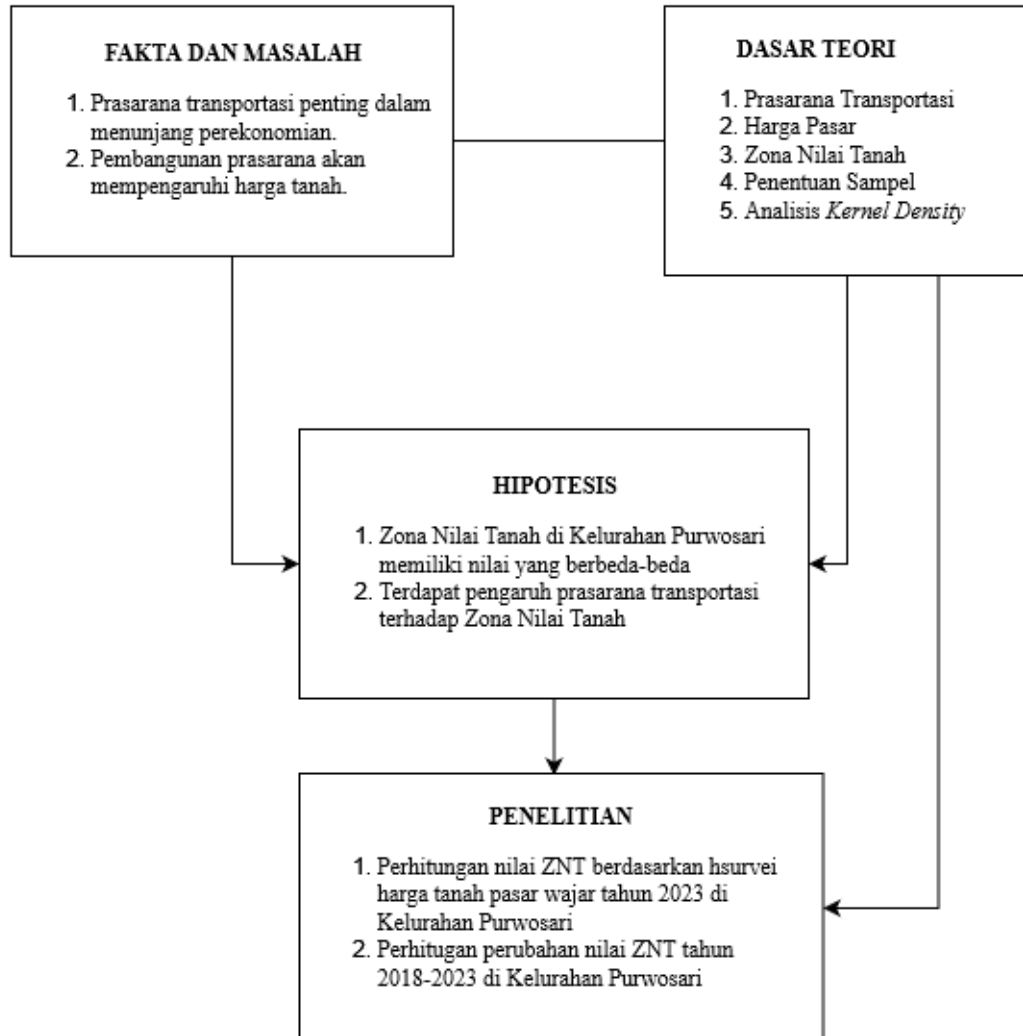 FAKTA DAN MASALAH
1. Prasarana transportasi penting dalam
menunjang perekonomian.
2. Pembangunan prasarana akan
mempengaruhi harga tanah.
DASAR TEORI
1. Prasarana Transportasi
2. Harga Pasar
3. Zona Nilai Tanah
4. Penentuan Sampel
5. Analisis Kernel Density
HIPOTESIS
1. Zona Nilai Tanah di Kelurahan Purwosari
memiliki nilai yang berbeda-beda
2. Terdapat pengaruh prasarana transportasi
terhadap Zona Nilai Tanah
PENELITIAN
1. Perhitungan nilai ZNT berdasarkan hsurvei
harga tanah pasar wajar tahun 2023 di
Kelurahan Purwosari
2. Perhitugan perubahan nilai ZNT tahun
2018-2023 di Kelurahan Purwosari